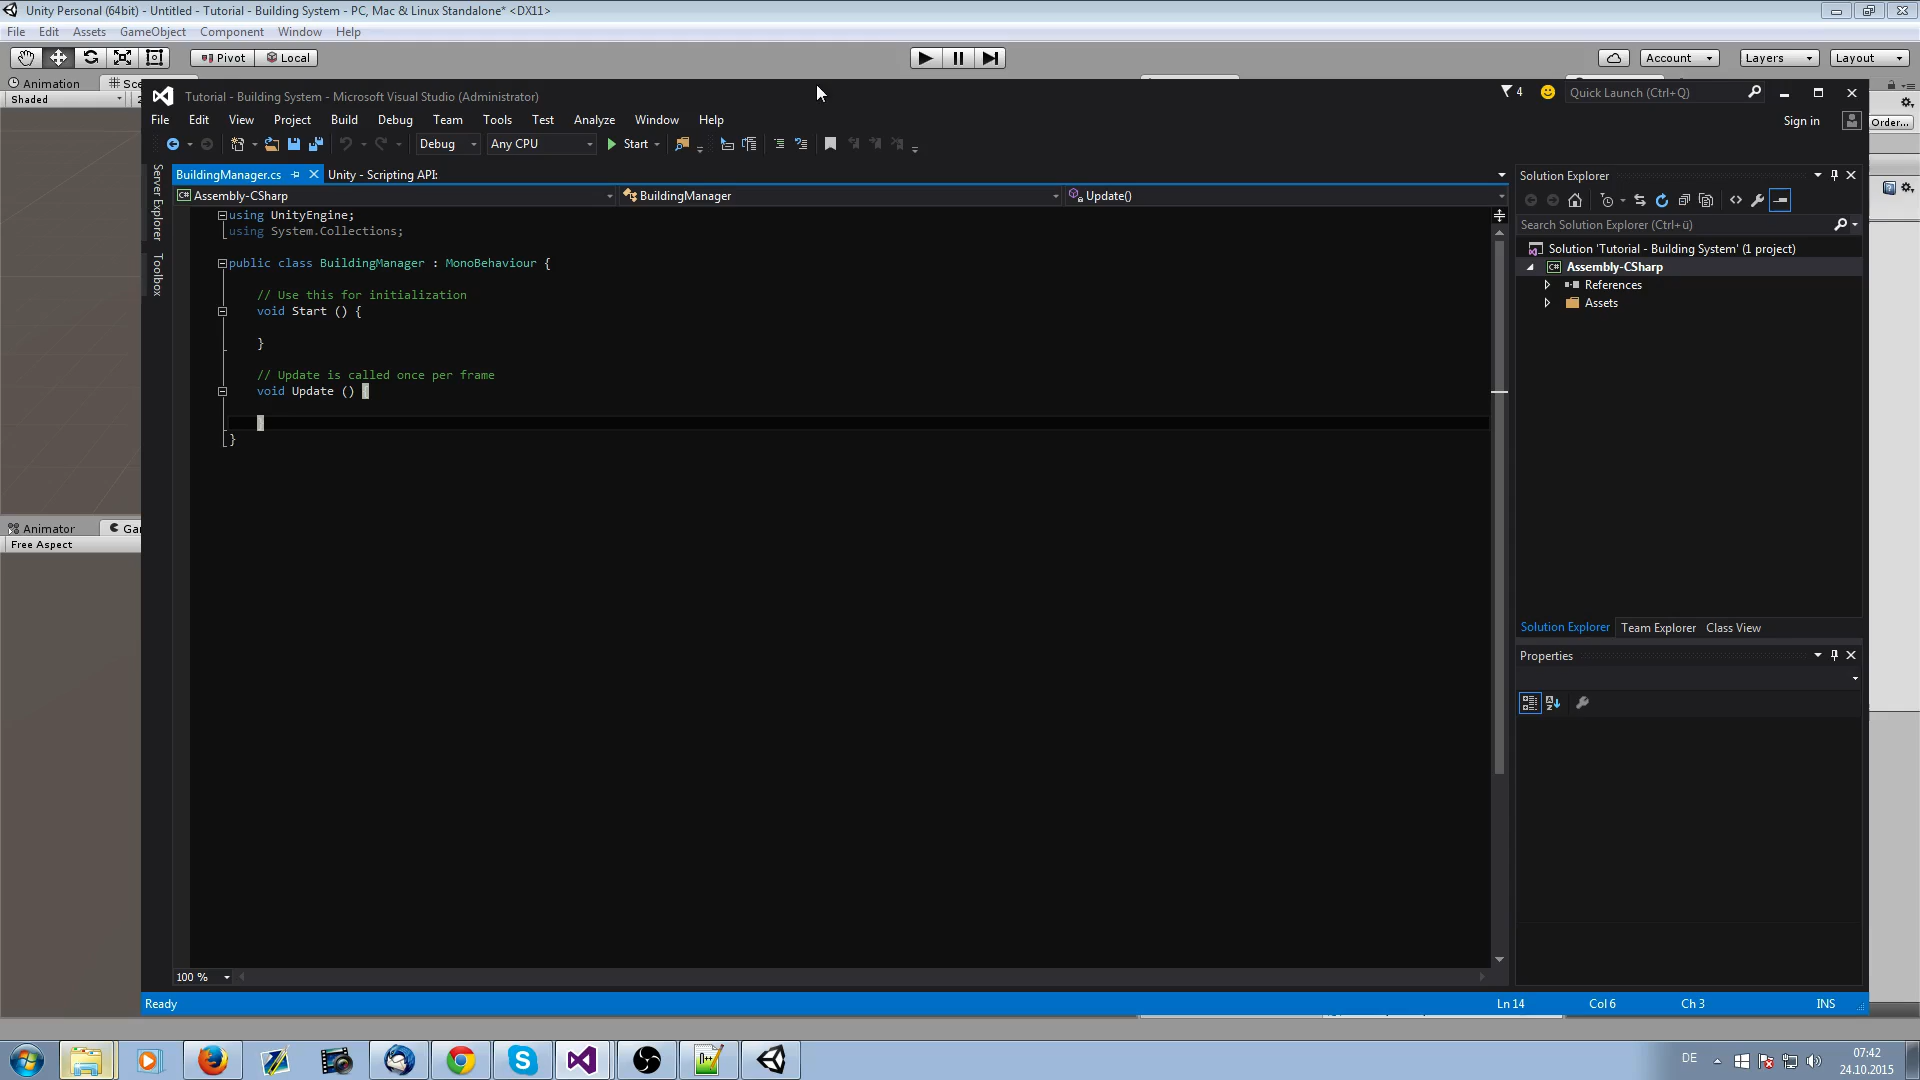 Unity Personal (64bit) - Untitled - Tutorial - Building System - PC, Mac & Linux Standalone* <DX11>
File Edit Assets GameObject Component Window Help
Pivot Local Account Layers Layout
Animation
Shaded
Tutorial - Building System - Microsoft Visual Studio (Administrator)
4 Quick Launch (Ctrl+Q)
File Edit View Project Build Debug Team Tools Test Analyze Window Help
Sign in
Order...
Debug Any CPU Start
Server Explorer
Toolbox
BuildingManager.cs Unity - Scripting API:
Assembly-CSharp BuildingManager Update()
using UnityEngine;
using System.Collections;
public class BuildingManager : MonoBehaviour {
// Use this for initialization
void Start () {
}
// Update is called once per frame
void Update () {
}
}
Solution Explorer
Search Solution Explorer (Ctrl+ü)
Solution 'Tutorial - Building System' (1 project)
Assembly-CSharp
References
Assets
Solution Explorer Team Explorer Class View
Properties
Animator
Free Aspect
100 %
Ready Ln 14 Col 6 Ch 3 INS
DE
07:42
24.10.2015